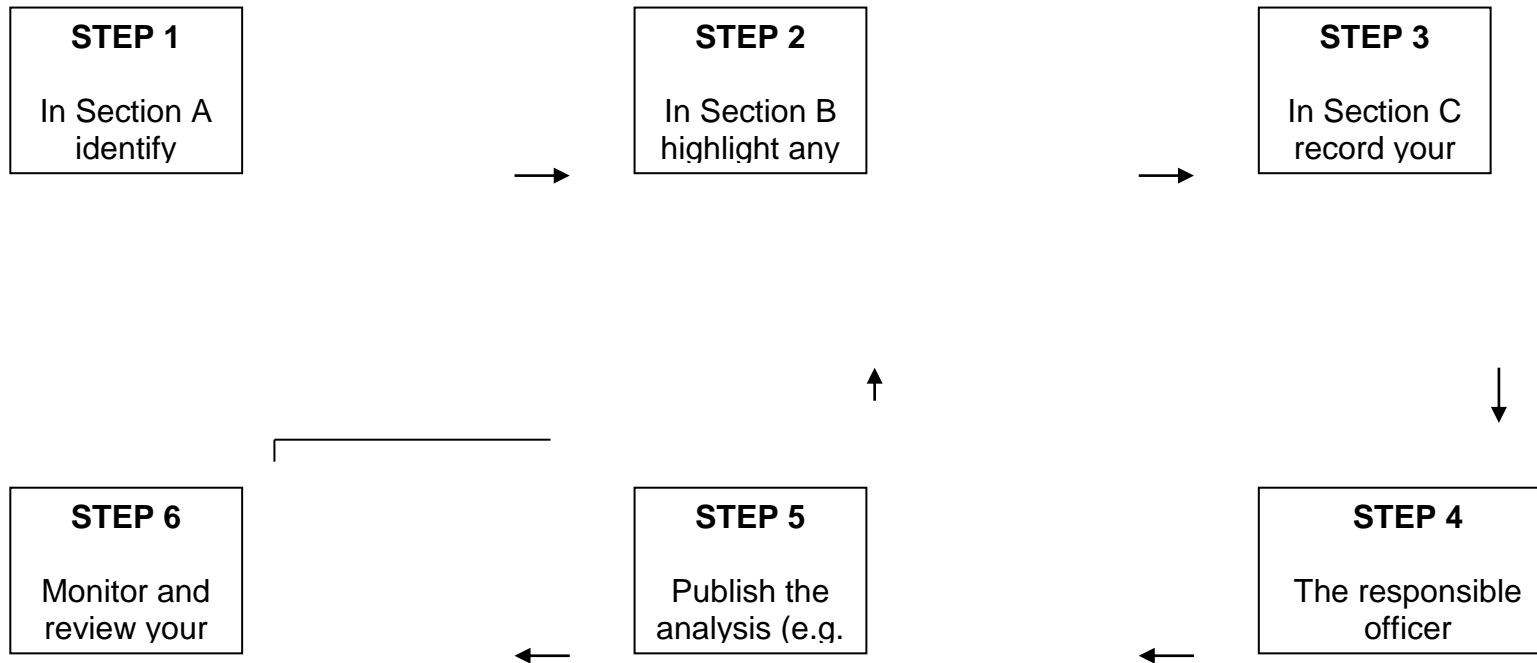 STEP 1
In Section A
identify
STEP 2
In Section B
highlight any
STEP 3
In Section C
record your
STEP 6
Monitor and
review your
STEP 5
Publish the
analysis (e.g.
STEP 4
The responsible
officer